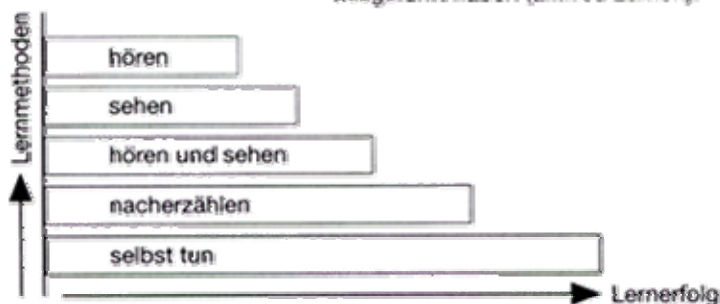 Lernmethoden
hören
sehen
hören und sehen
nacherzählen
selbst tun
Lernerfolg